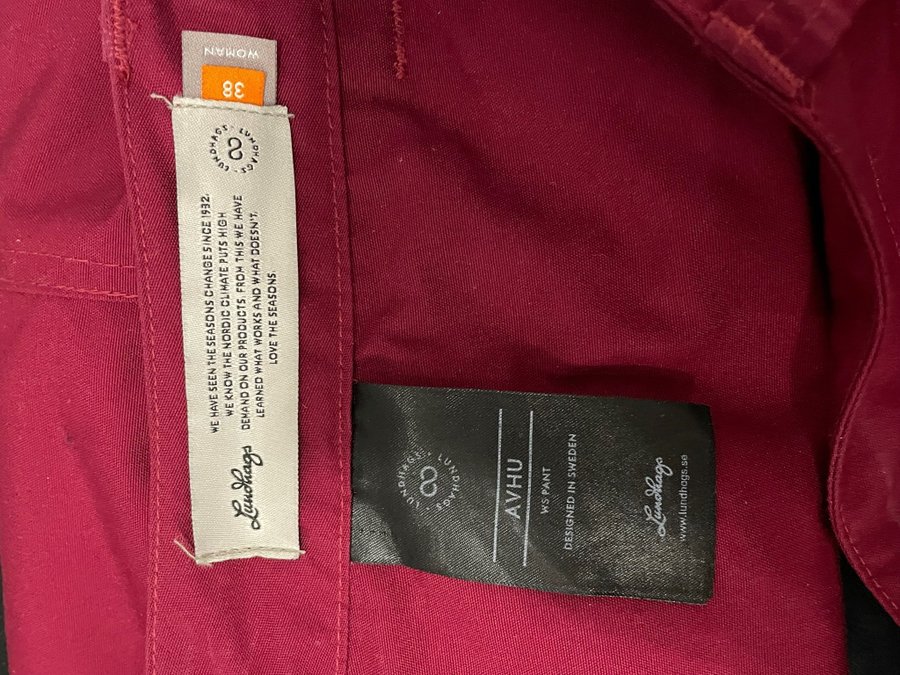 WOMAN
38
LUNDHAGS · LUNDHAGS ·
WE HAVE SEEN THE SEASONS CHANGE SINCE 1932.
WE KNOW THE NORDIC CLIMATE PUTS HIGH
DEMAND ON OUR PRODUCTS. FROM THIS WE HAVE
LEARNED WHAT WORKS AND WHAT DOESN'T.
LOVE THE SEASONS.
Lundhags
LUNDHAGS · LUNDHAGS ·
AVHU
WS PANT
DESIGNED IN SWEDEN
Lundhags
www.lundhags.se